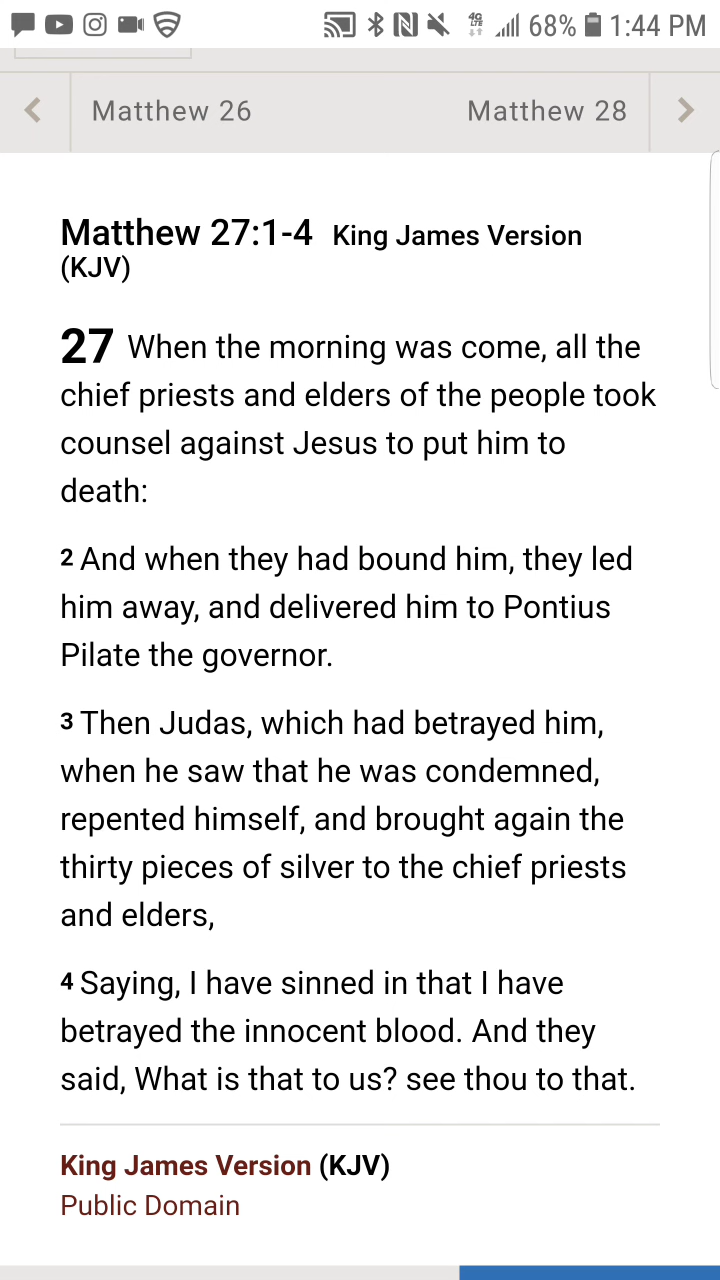 4G
LTE
68%
1:44 PM
Matthew 26
Matthew 28
Matthew 27:1-4 King James Version
(KJV)
27 When the morning was come, all the
chief priests and elders of the people took
counsel against Jesus to put him to
death:
2 And when they had bound him, they led
him away, and delivered him to Pontius
Pilate the governor.
3 Then Judas, which had betrayed him,
when he saw that he was condemned,
repented himself, and brought again the
thirty pieces of silver to the chief priests
and elders,
4 Saying, I have sinned in that I have
betrayed the innocent blood. And they
said, What is that to us? see thou to that.
King James Version (KJV)
Public Domain